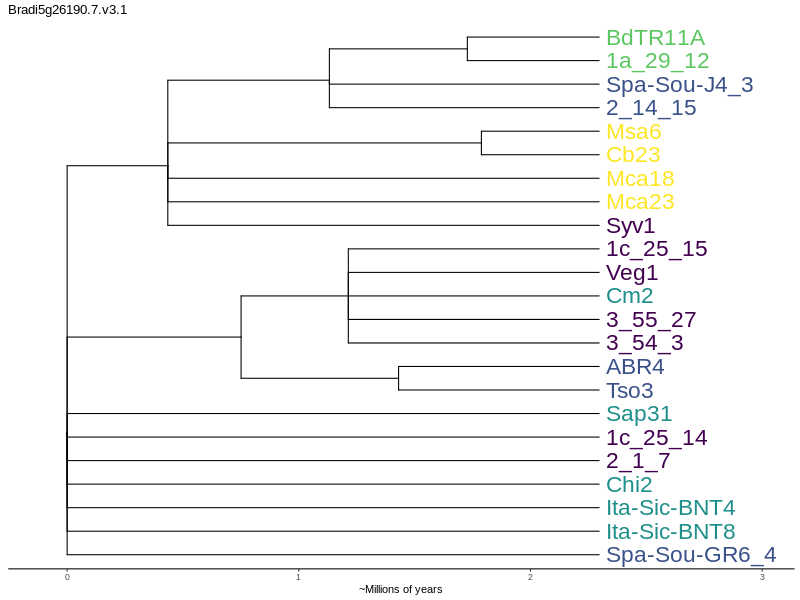 Bradi5g26190.7.v3.1
BdTR11A
1a_29_12
Spa-Sou-J4_3
2_14_15
Msa6
Cb23
Mca18
Mca23
Syv1
1c_25_15
Veg1
Cm2
3_55_27
3_54_3
ABR4
Tso3
Sap31
1c_25_14
2_1_7
Chi2
Ita-Sic-BNT4
Ita-Sic-BNT8
Spa-Sou-GR6_4
0 1 2 3
~Millions of years